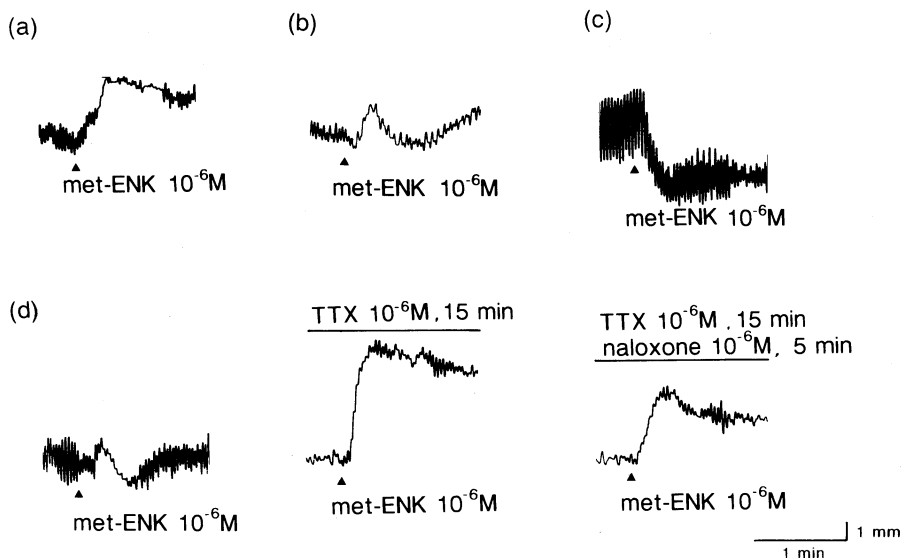 (a)
met-ENK 10⁻⁶M
(b)
met-ENK 10⁻⁶M
(c)
met-ENK 10⁻⁶M
(d)
met-ENK 10⁻⁶M
TTX 10⁻⁶M , 15 min
met-ENK 10⁻⁶M
TTX 10⁻⁶M , 15 min
naloxone 10⁻⁶M, 5 min
met-ENK 10⁻⁶M
1 mm
1 min